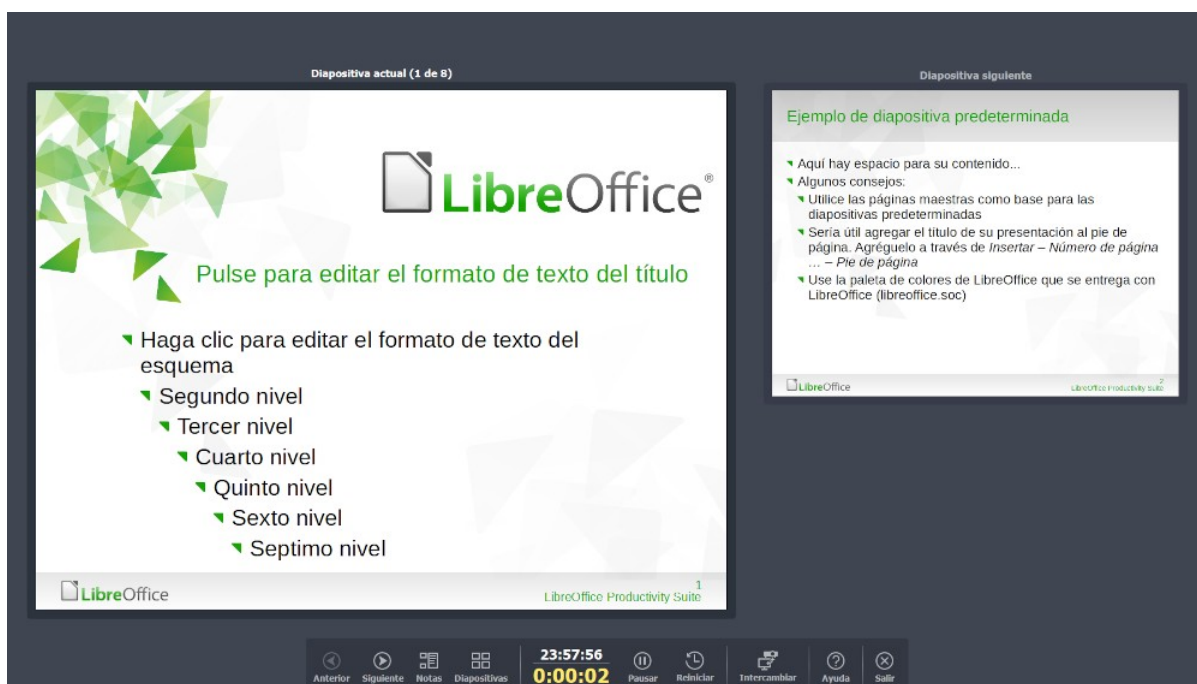 Diapositiva actual (1 de 8)
LibreOffice®
Pulse para editar el formato de texto del título
Haga clic para editar el formato de texto del
esquema
Segundo nivel
Tercer nivel
Cuarto nivel
Quinto nivel
Sexto nivel
Septimo nivel
LibreOffice
1
LibreOffice Productivity Suite
Diapositiva siguiente
Ejemplo de diapositiva predeterminada
Aquí hay espacio para su contenido...
Algunos consejos:
Utilice las páginas maestras como base para las
diapositivas predeterminadas
Sería útil agregar el título de su presentación al pie de
página. Agréguelo a través de Insertar – Número de página
... – Pie de página
Use la paleta de colores de LibreOffice que se entrega con
LibreOffice (libreoffice.soc)
LibreOffice
2
LibreOffice Productivity Suite
Anterior Siguiente Notas Diapositivas 23:57:56 0:00:02 Pausar Reiniciar Intercambiar Ayuda Salir